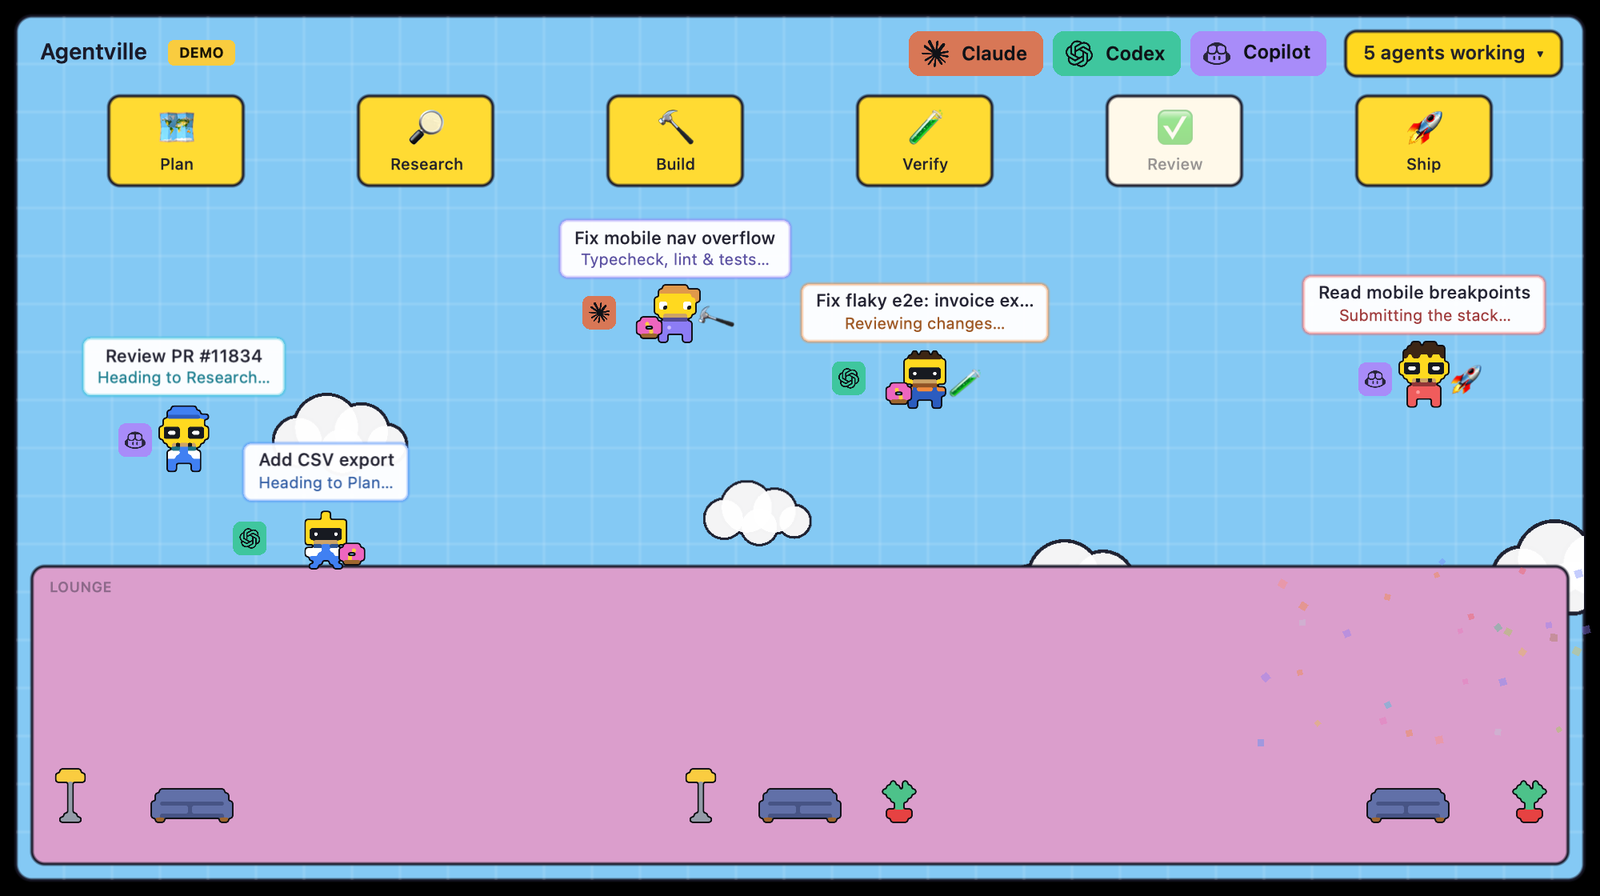 Agentville
DEMO
Claude
Codex
Copilot
5 agents working
Plan
Research
Build
Verify
Review
Ship
Fix mobile nav overflow
Typecheck, lint & tests...
Fix flaky e2e: invoice ex...
Reviewing changes...
Read mobile breakpoints
Submitting the stack...
Review PR #11834
Heading to Research...
Add CSV export
Heading to Plan...
LOUNGE